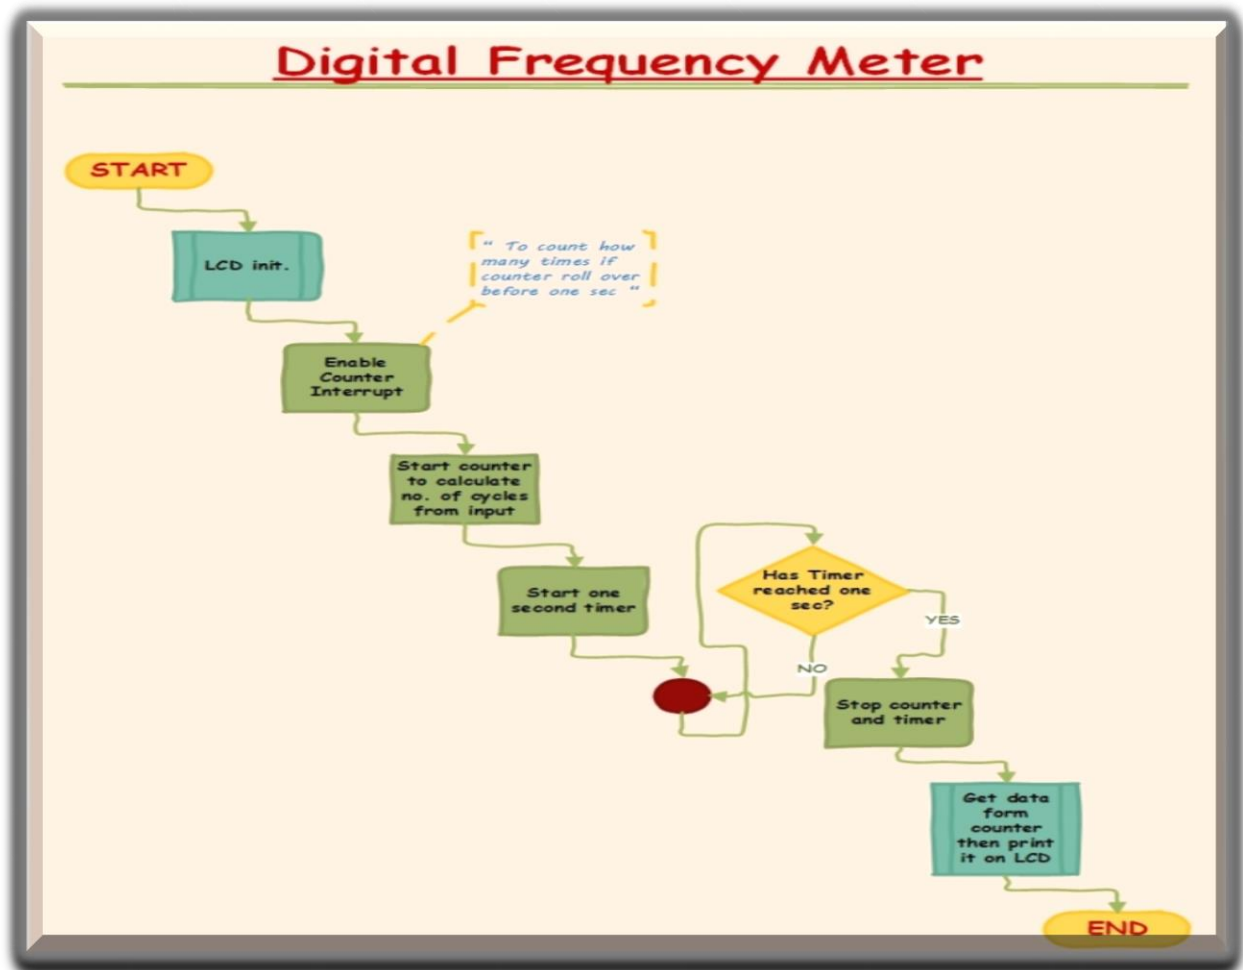 Digital Frequency Meter
START
LCD init.
“ To count how
many times if
counter roll over
before one sec “
Enable
Counter
Interrupt
Start counter
to calculate
no. of cycles
from input
Start one
second timer
Has Timer
reached one
sec?
YES
NO
Stop counter
and timer
Get data
form
counter
then print
it on LCD
END